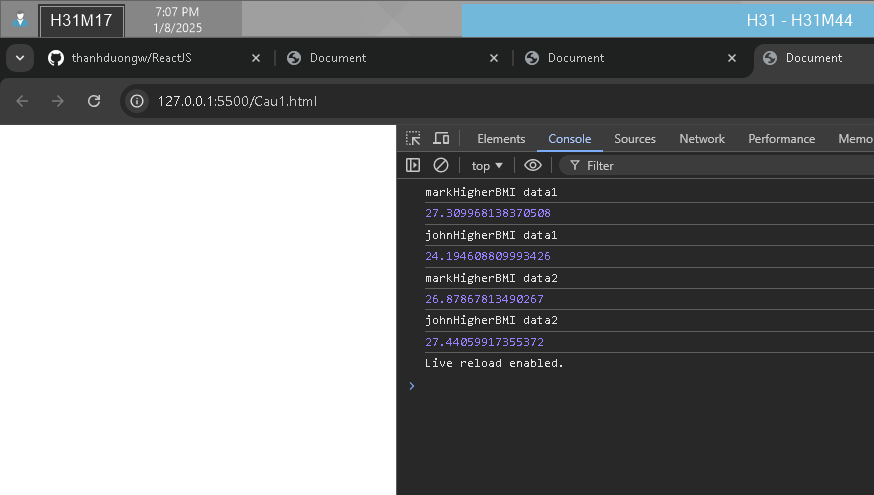 H31M17
7:07 PM
1/8/2025
H31 - H31M44
thanhduongw/ReactJS
Document
Document
Document
127.0.0.1:5500/Cau1.html
Elements Console Sources Network Performance Memo
top Filter
markHigherBMI data1
27.309968138370508
johnHigherBMI data1
24.194608809993426
markHigherBMI data2
26.87867813490267
johnHigherBMI data2
27.44059917355372
Live reload enabled.